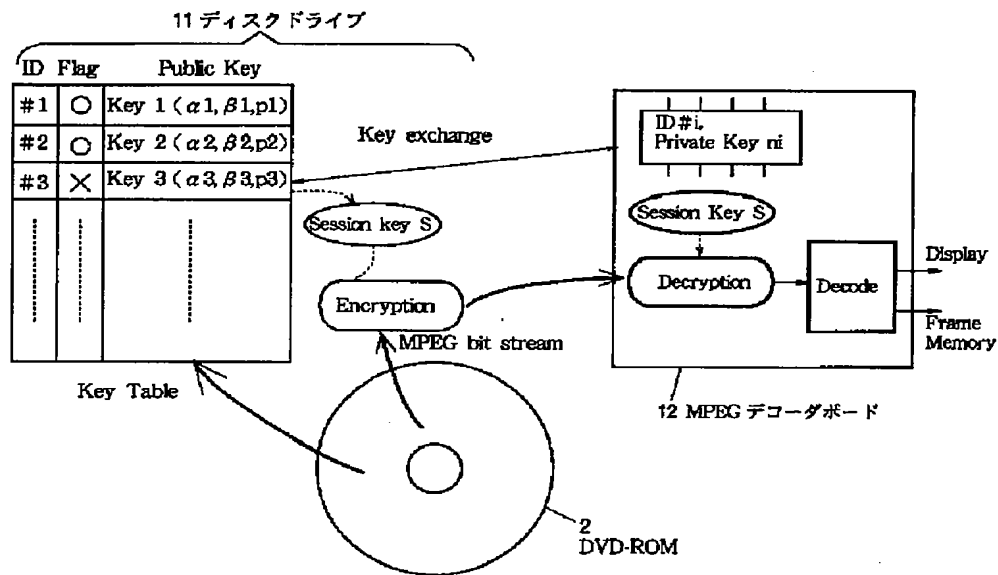 11 ディスクドライブ
ID Flag Public Key
#1 ○ Key 1 (α1, β1,p1)
#2 ○ Key 2 (α2, β2,p2)
#3 × Key 3 (α3, β3,p3)
Key Table
Key exchange
Session key S
Encryption
MPEG bit stream
ID #i,
Private Key ni
Session Key S
Decryption
Decode
Display
Frame
Memory
12 MPEG デコーダボード
2
DVD-ROM